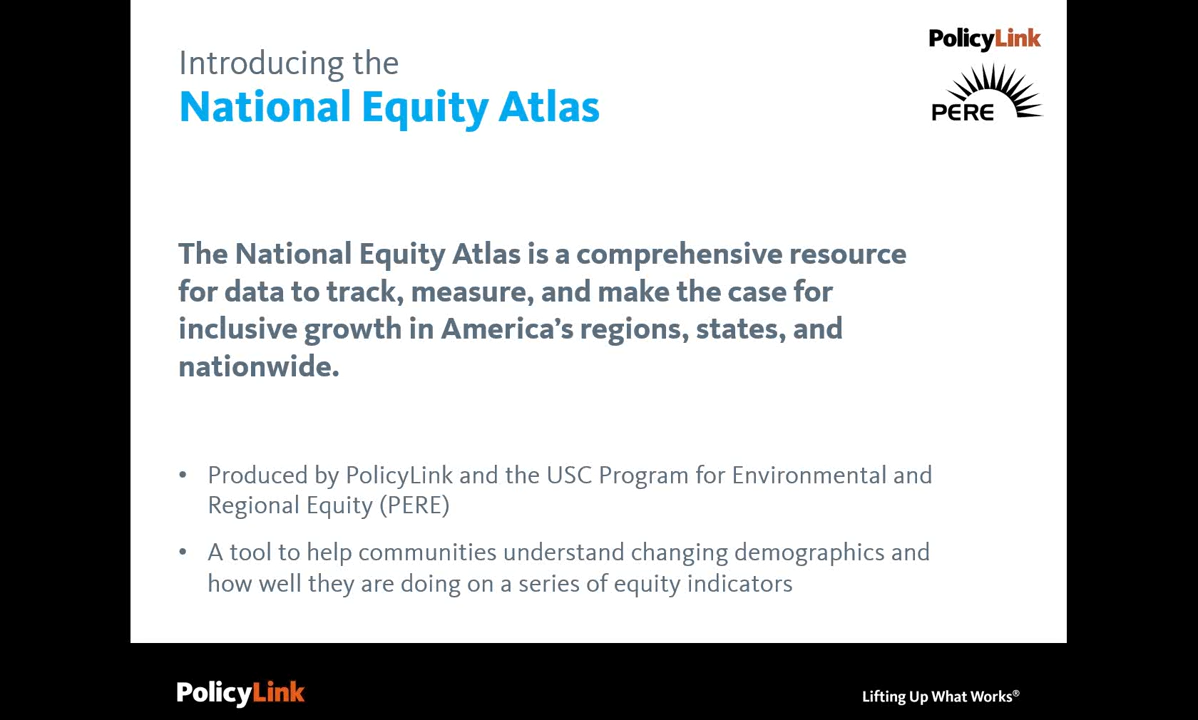 Introducing the
National Equity Atlas
PolicyLink
PERE
The National Equity Atlas is a comprehensive resource
for data to track, measure, and make the case for
inclusive growth in America's regions, states, and
nationwide.
• Produced by PolicyLink and the USC Program for Environmental and
Regional Equity (PERE)
• A tool to help communities understand changing demographics and
how well they are doing on a series of equity indicators
PolicyLink
Lifting Up What Works®